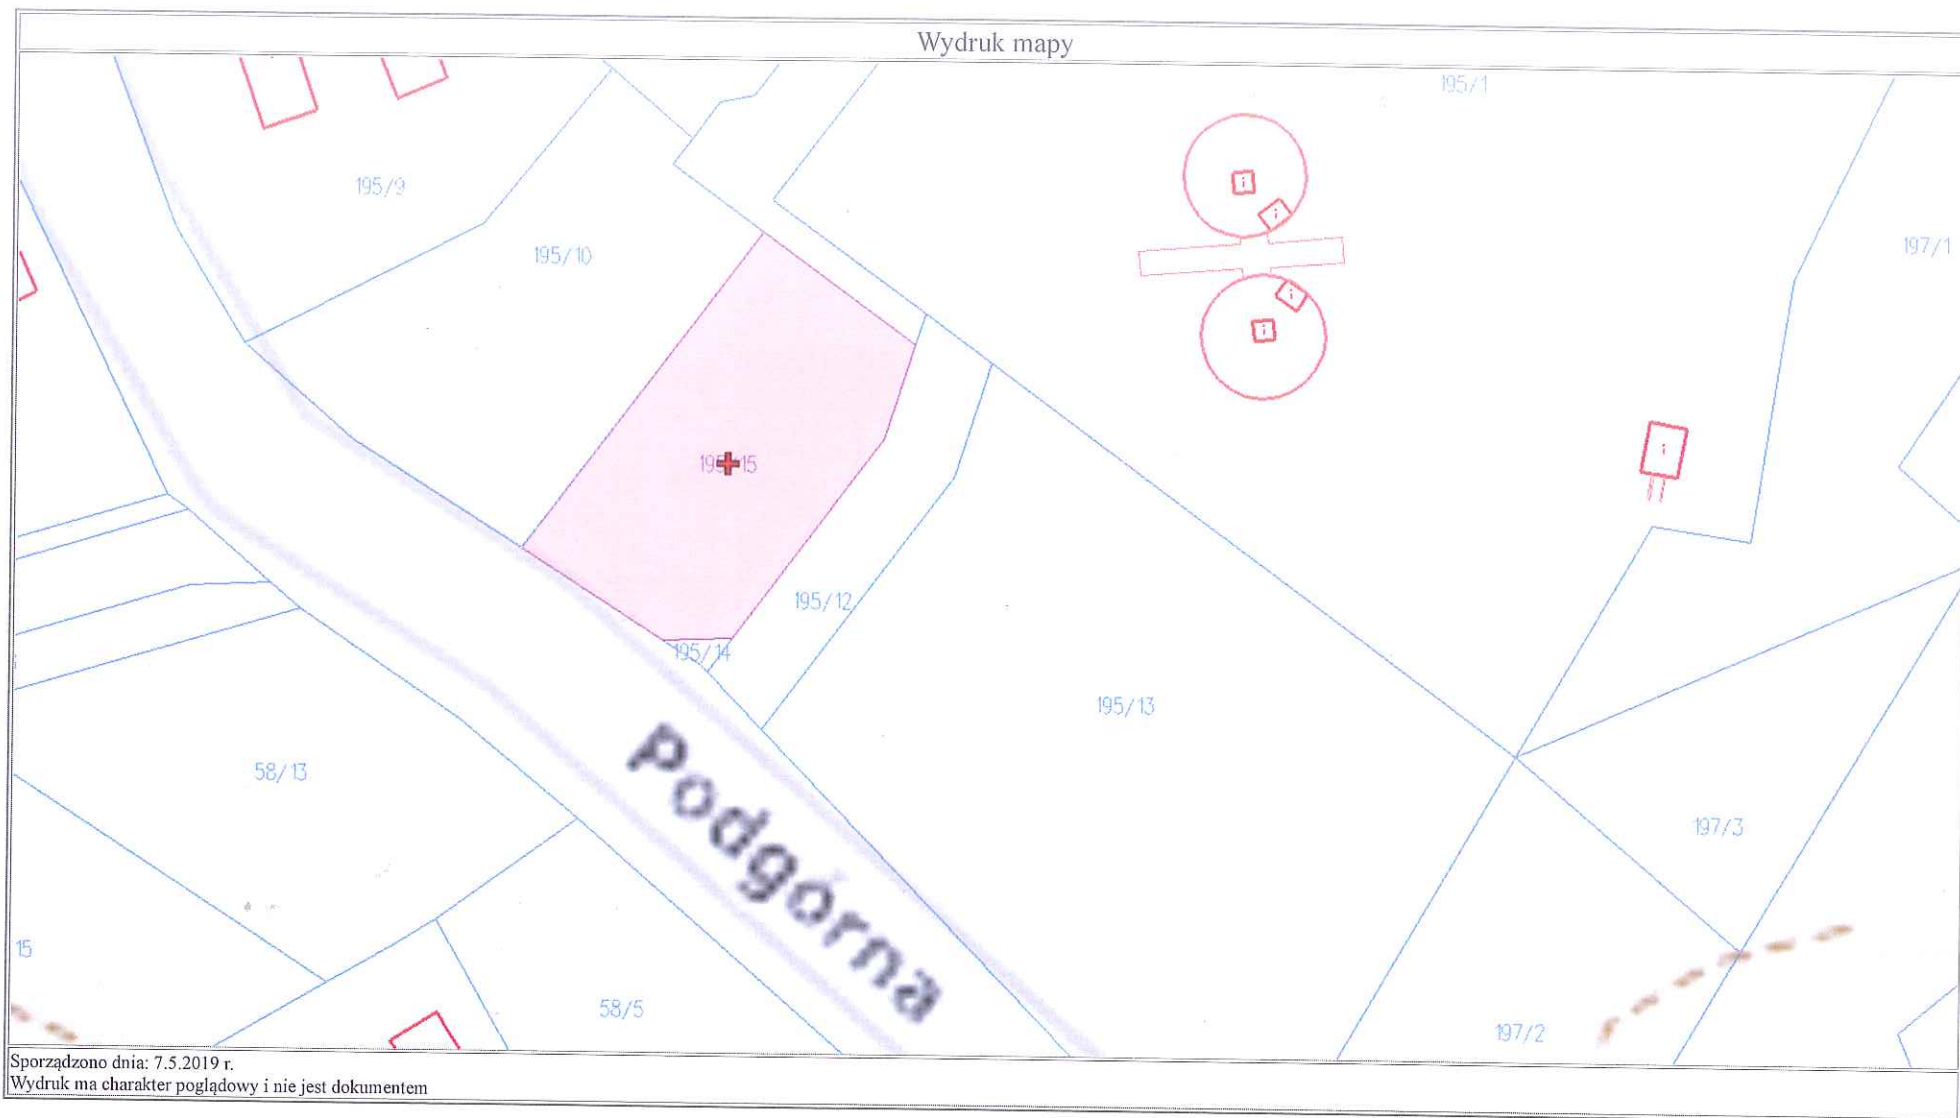 Wydruk mapy
195/1
195/9
197/1
195/10
i
i
i
i
i
195/15
195/12
195/14
195/13
Podgórna
58/13
197/3
15
58/5
197/2
Sporządzono dnia: 7.5.2019 r.
Wydruk ma charakter poglądowy i nie jest dokumentem